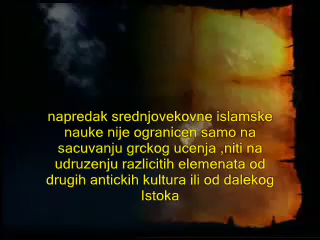 napredak srednjovekovne islamske
nauke nije ogranicen samo na
sacuvanju grckog ucenja ,niti na
udruzenju razlicitih elemenata od
drugih antickih kultura ili od dalekog
Istoka